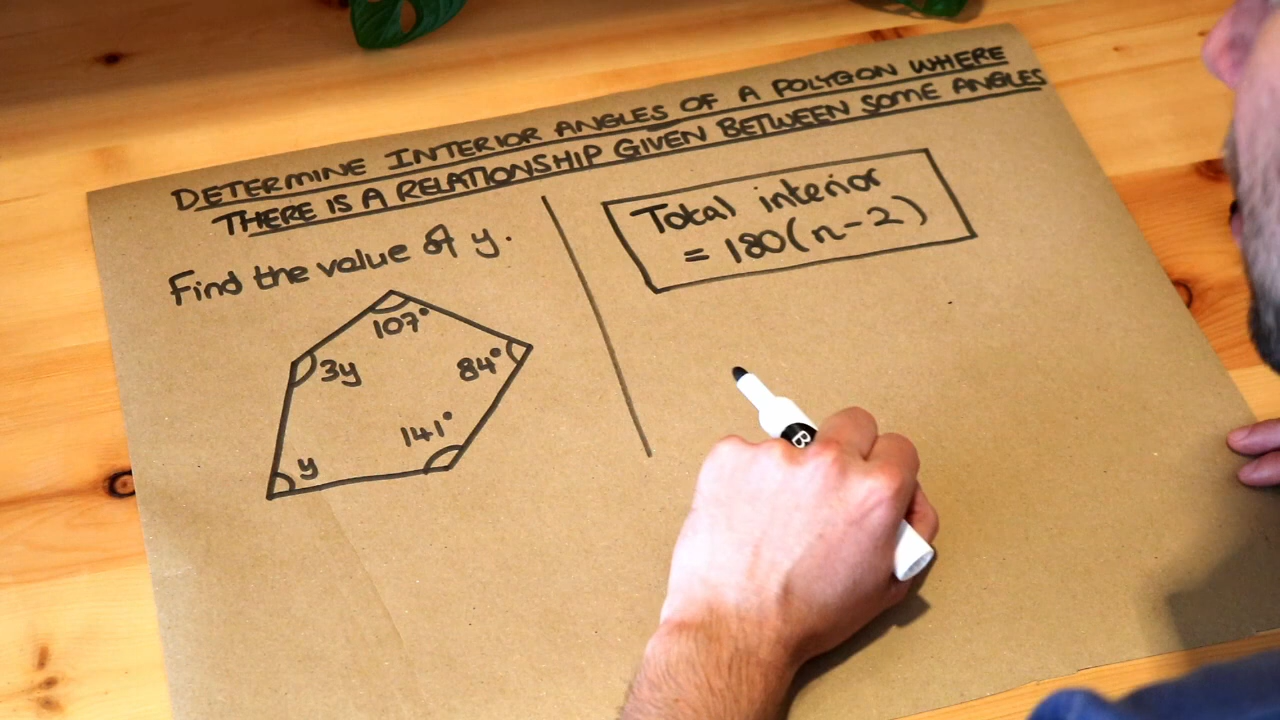 DETERMINE INTERIOR ANGLES OF A POLYGON WHERE
THERE IS A RELATIONSHIP GIVEN BETWEEN SOME ANGLES
Find the value of y.
107°
3y
84°
141°
y
Total interior
= 180(n-2)
B